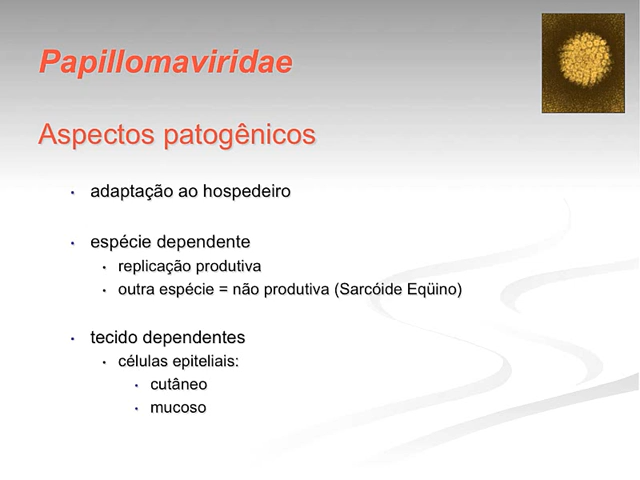 Papillomaviridae
Aspectos patogênicos
• adaptação ao hospedeiro
• espécie dependente
• replicação produtiva
• outra espécie = não produtiva (Sarcóide Eqüino)
• tecido dependentes
• células epiteliais:
• cutâneo
• mucoso